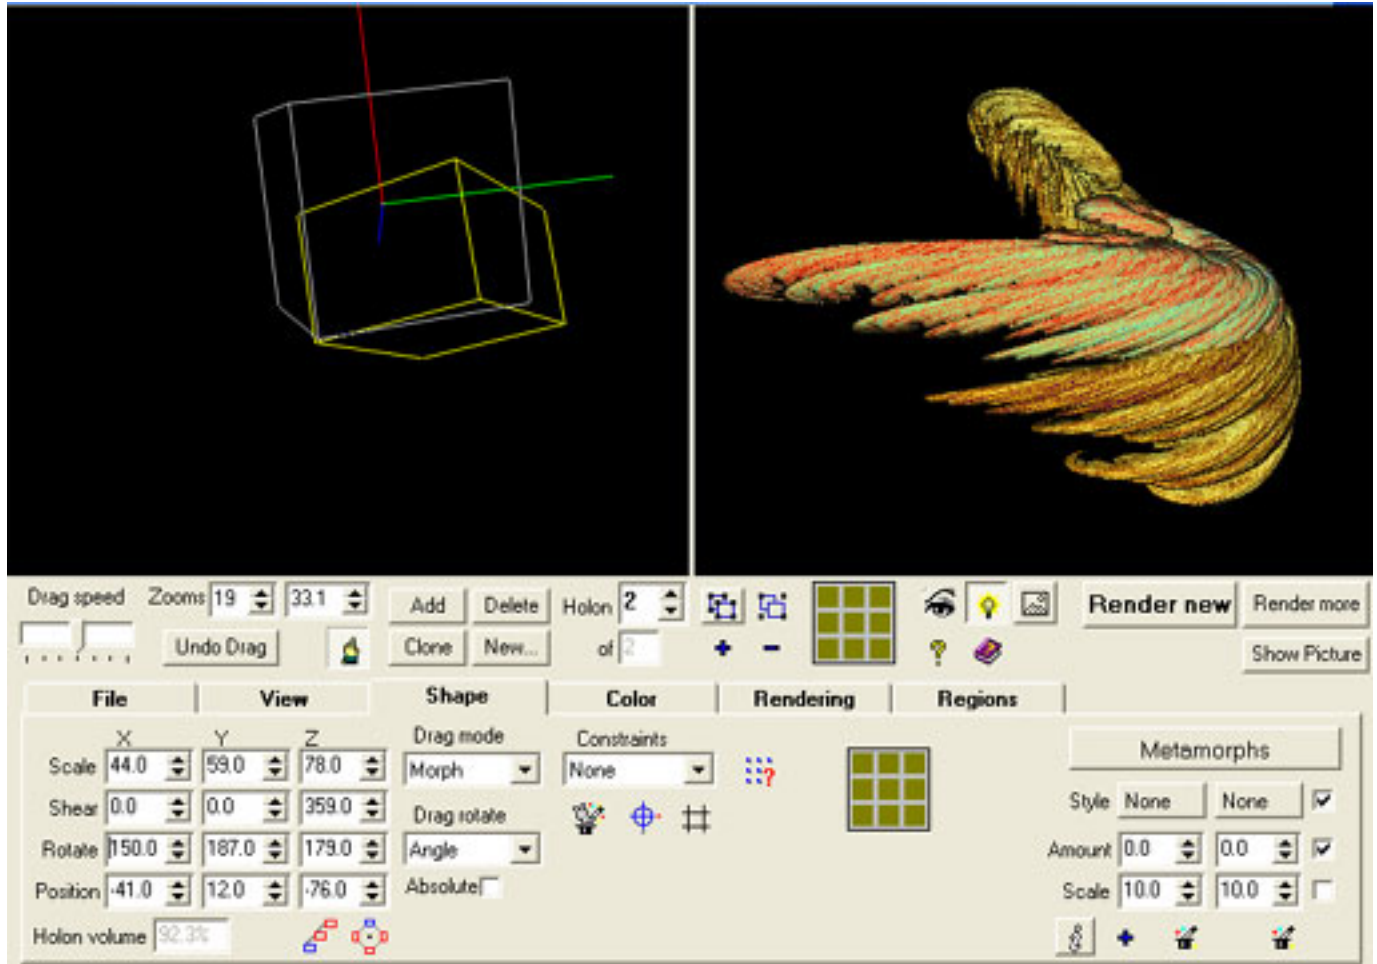 Drag speed Zooms 19 33.1 Add Delete Holon 2 Render new Render more
Undo Drag Clone New... of 2 Show Picture
File View Shape Color Rendering Regions
X Y Z Drag mode Constraints Metamorphs
Scale 44.0 59.0 78.0 Morph None
Shear 0.0 0.0 359.0 Drag rotate Style None None
Rotate 150.0 187.0 179.0 Angle Amount 0.0 0.0
Position -41.0 12.0 -76.0 Absolute Scale 10.0 10.0
Holon volume 92.3%